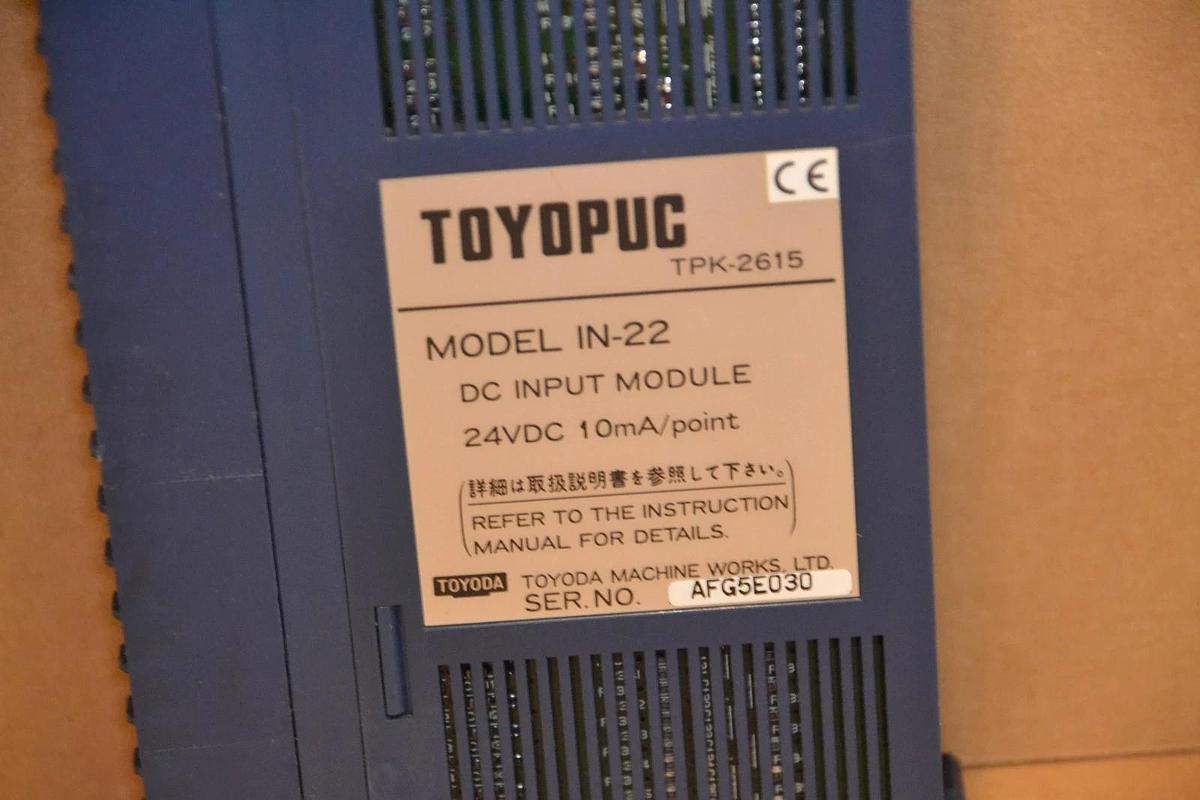 CE
TOYOPUC
TPK-2615
MODEL IN-22
DC INPUT MODULE
24VDC 10mA/point
(詳細は取扱説明書を参照して下さい。
REFER TO THE INSTRUCTION
MANUAL FOR DETAILS.)
TOYODA TOYODA MACHINE WORKS, LTD.
SER.NO. AFG5E030